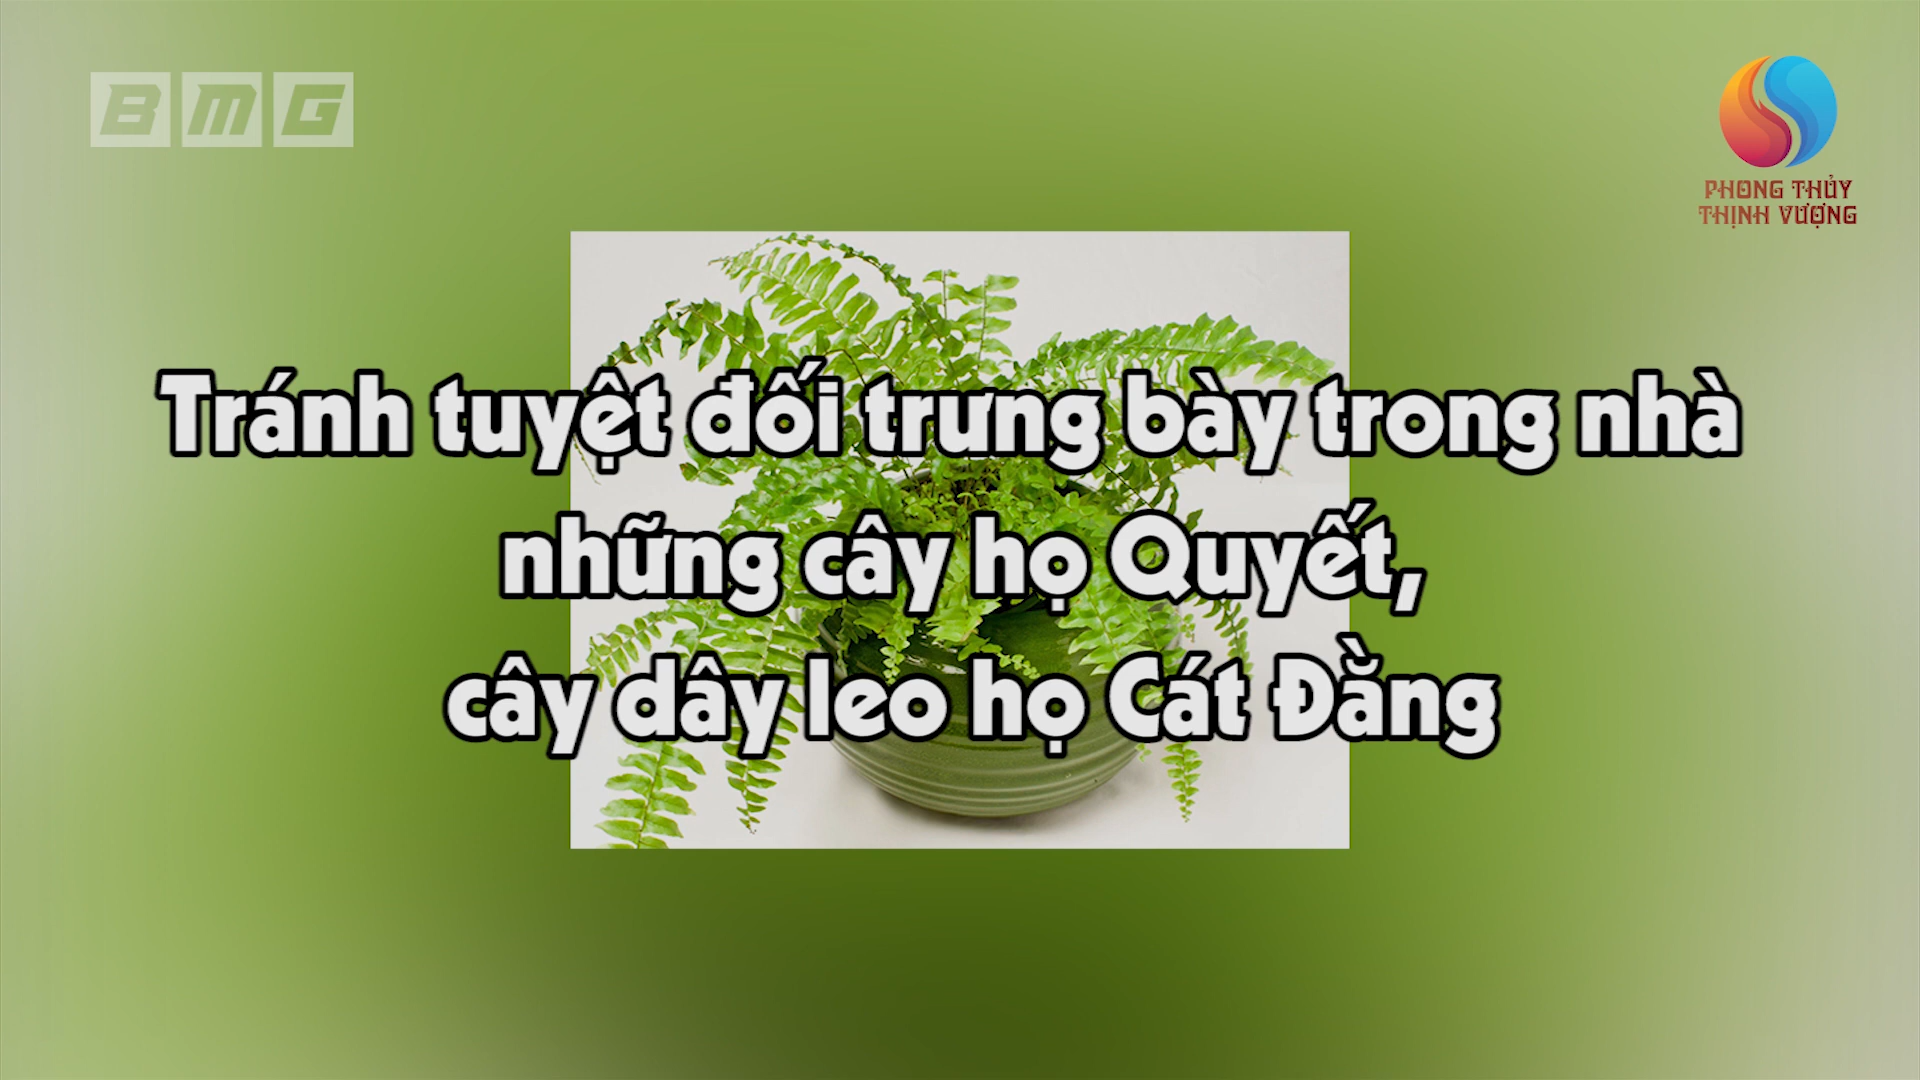 BMG
PHONG THỦY
THỊNH VƯỢNG
Tránh tuyệt đối trưng bày trong nhà
những cây họ Quyết,
cây dây leo họ Cát Đằng